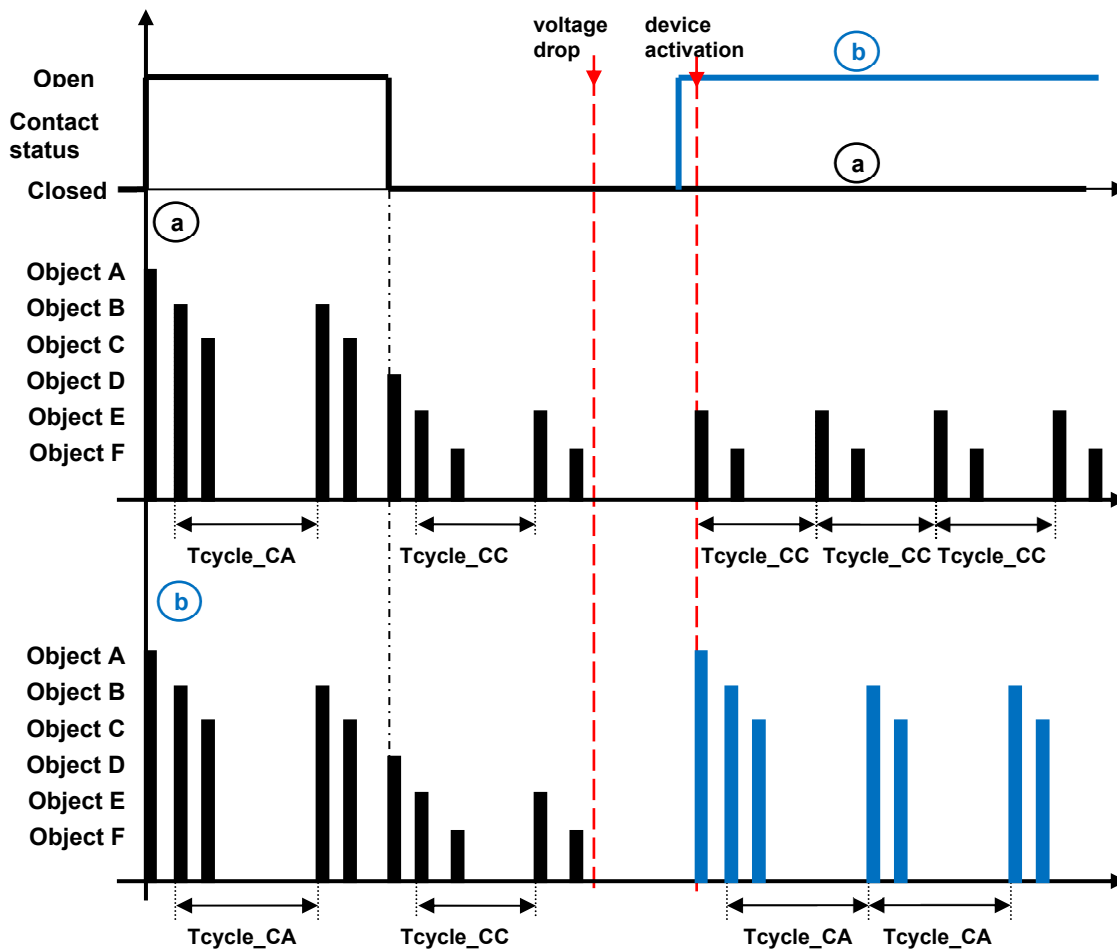 voltage drop
device activation
b
Open
Contact status
a
Closed
a
Object A
Object B
Object C
Object D
Object E
Object F
Tcycle_CA
Tcycle_CC
Tcycle_CC
Tcycle_CC
Tcycle_CC
b
Object A
Object B
Object C
Object D
Object E
Object F
Tcycle_CA
Tcycle_CC
Tcycle_CA
Tcycle_CA